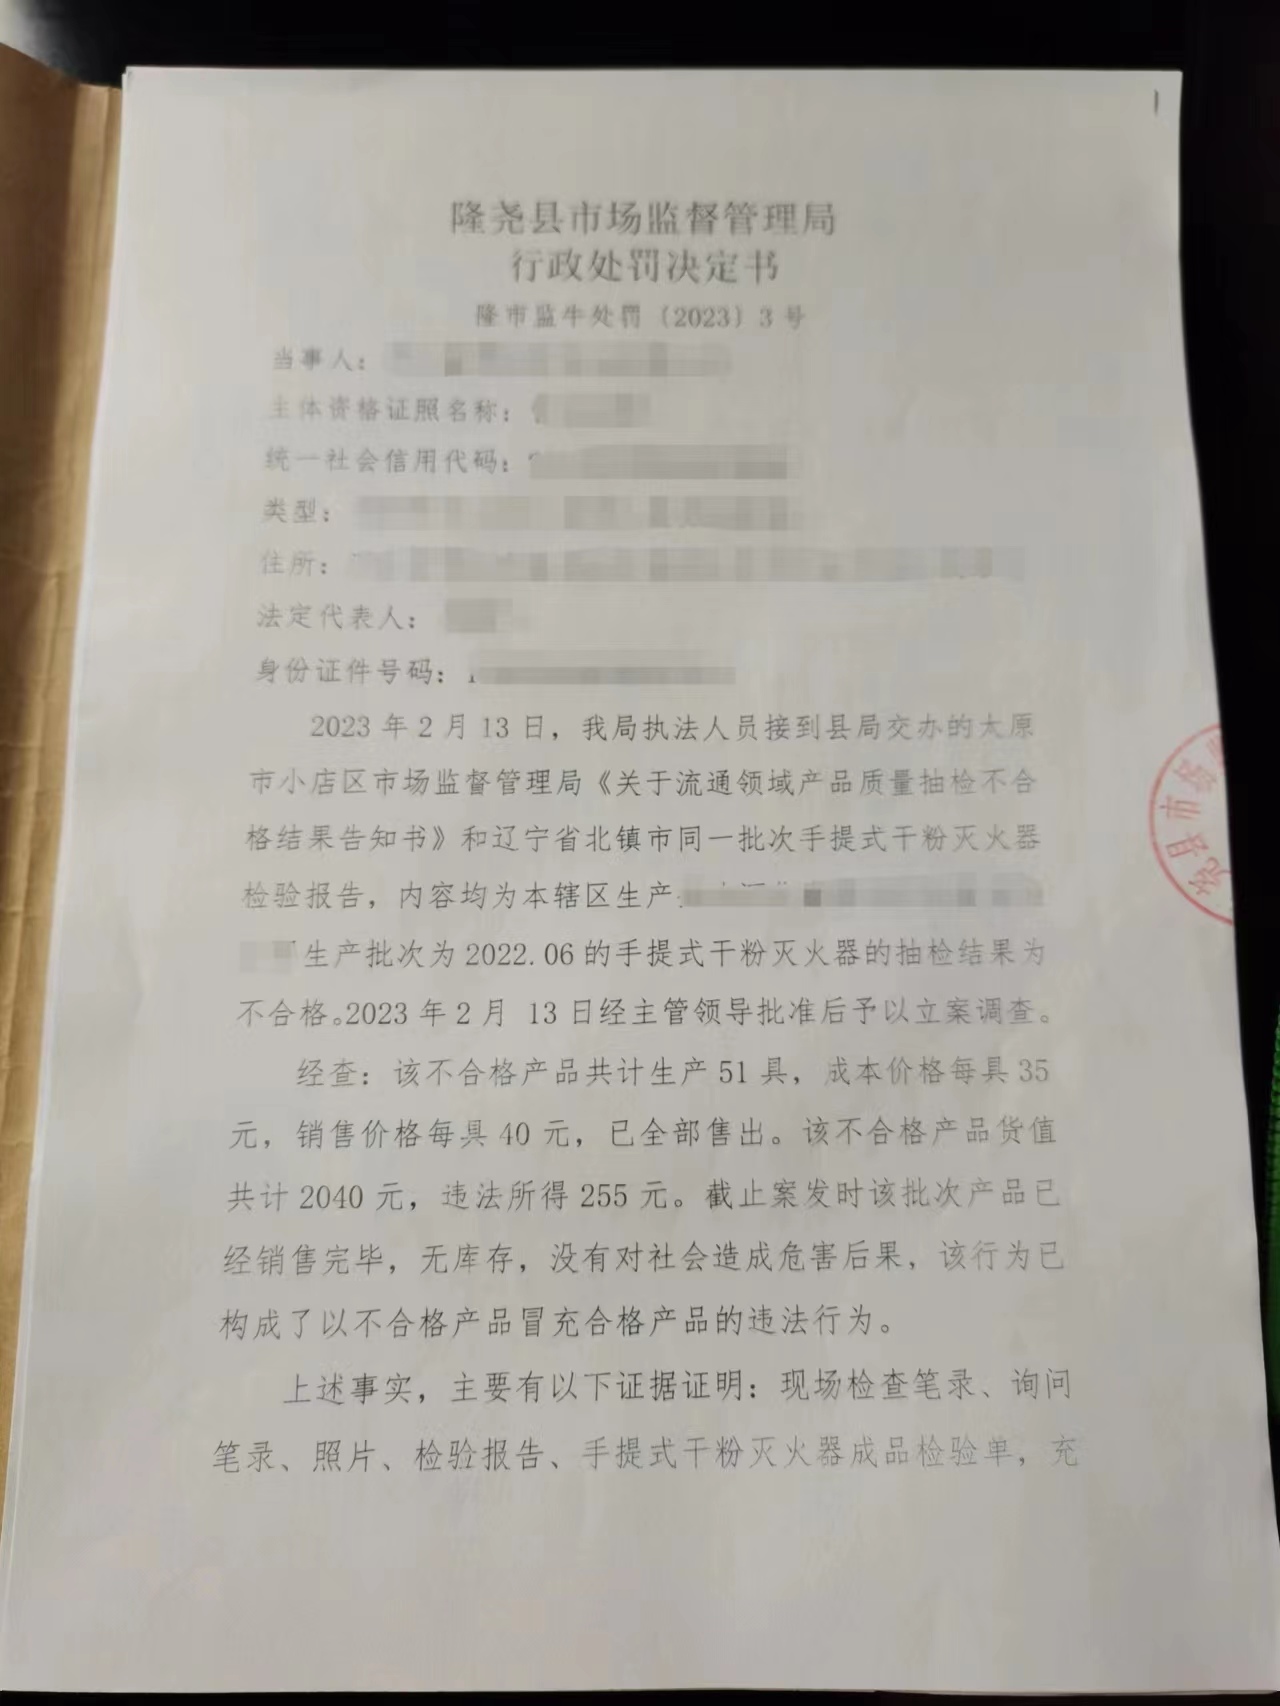 隆尧县市场监督管理局
行政处罚决定书
隆市监牛处罚〔2023〕3号
当事人：
主体资格证照名称：
统一社会信用代码：
类型：
住所：
法定代表人：
身份证件号码：
2023年2月13日，我局执法人员接到县局交办的太原
市小店区市场监督管理局《关于流通领域产品质量抽检不合
格结果告知书》和辽宁省北镇市同一批次手提式干粉灭火器
检验报告，内容均为本辖区生产
生产批次为2022.06的手提式干粉灭火器的抽检结果为
不合格。2023年2月 13日经主管领导批准后予以立案调查。
经查：该不合格产品共计生产51具，成本价格每具35
元，销售价格每具40元，已全部售出。该不合格产品货值
共计2040元，违法所得255元。截止案发时该批次产品已
经销售完毕，无库存，没有对社会造成危害后果，该行为已
构成了以不合格产品冒充合格产品的违法行为。
上述事实，主要有以下证据证明：现场检查笔录、询问
笔录、照片、检验报告、手提式干粉灭火器成品检验单，充
尧县市场